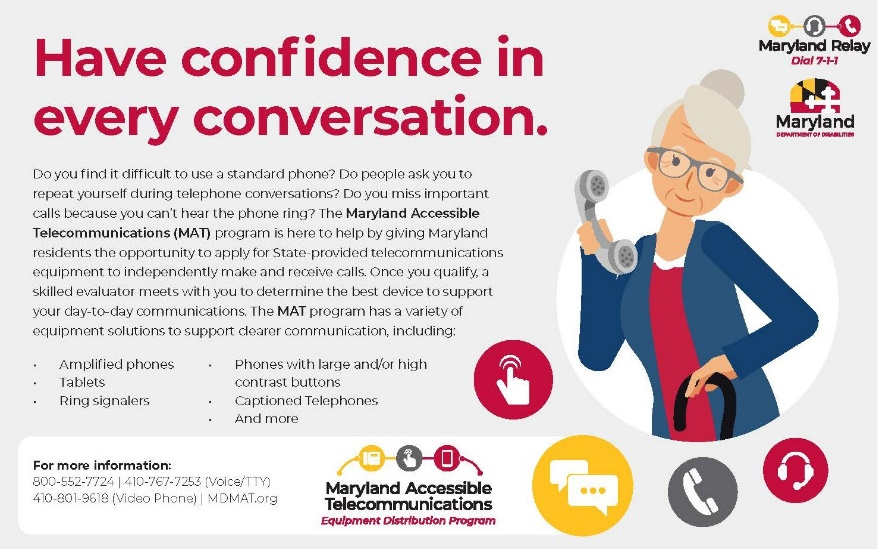 Have confidence in
every conversation.
Maryland Relay
Dial 7-1-1
Maryland
DEPARTMENT OF DISABILITIES
Do you find it difficult to use a standard phone? Do people ask you to
repeat yourself during telephone conversations? Do you miss important
calls because you can't hear the phone ring? The Maryland Accessible
Telecommunications (MAT) program is here to help by giving Maryland
residents the opportunity to apply for State-provided telecommunications
equipment to independently make and receive calls. Once you qualify, a
skilled evaluator meets with you to determine the best device to support
your day-to-day communications. The MAT program has a variety of
equipment solutions to support clearer communication, including:
• Amplified phones
• Tablets
• Ring signalers
• Phones with large and/or high
contrast buttons
• Captioned Telephones
• And more
For more information:
800-552-7724 | 410-767-7253 (Voice/TTY)
410-801-9618 (Video Phone) | MDMAT.org
Maryland Accessible
Telecommunications
Equipment Distribution Program